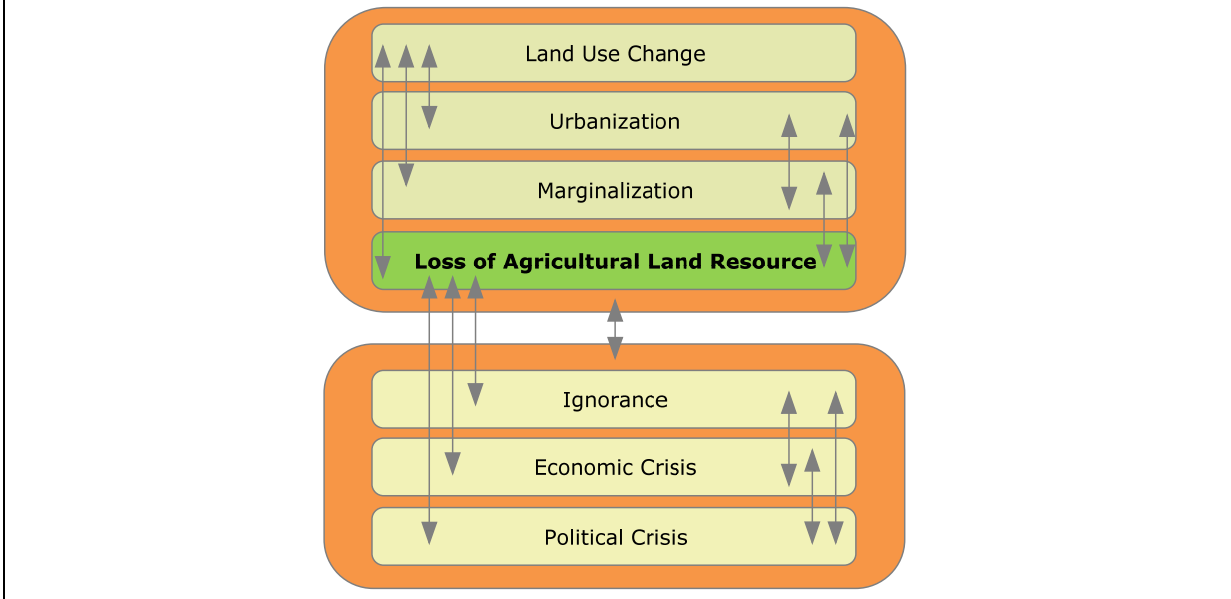 Land Use Change
Urbanization
Marginalization
Loss of Agricultural Land Resource
Ignorance
Economic Crisis
Political Crisis